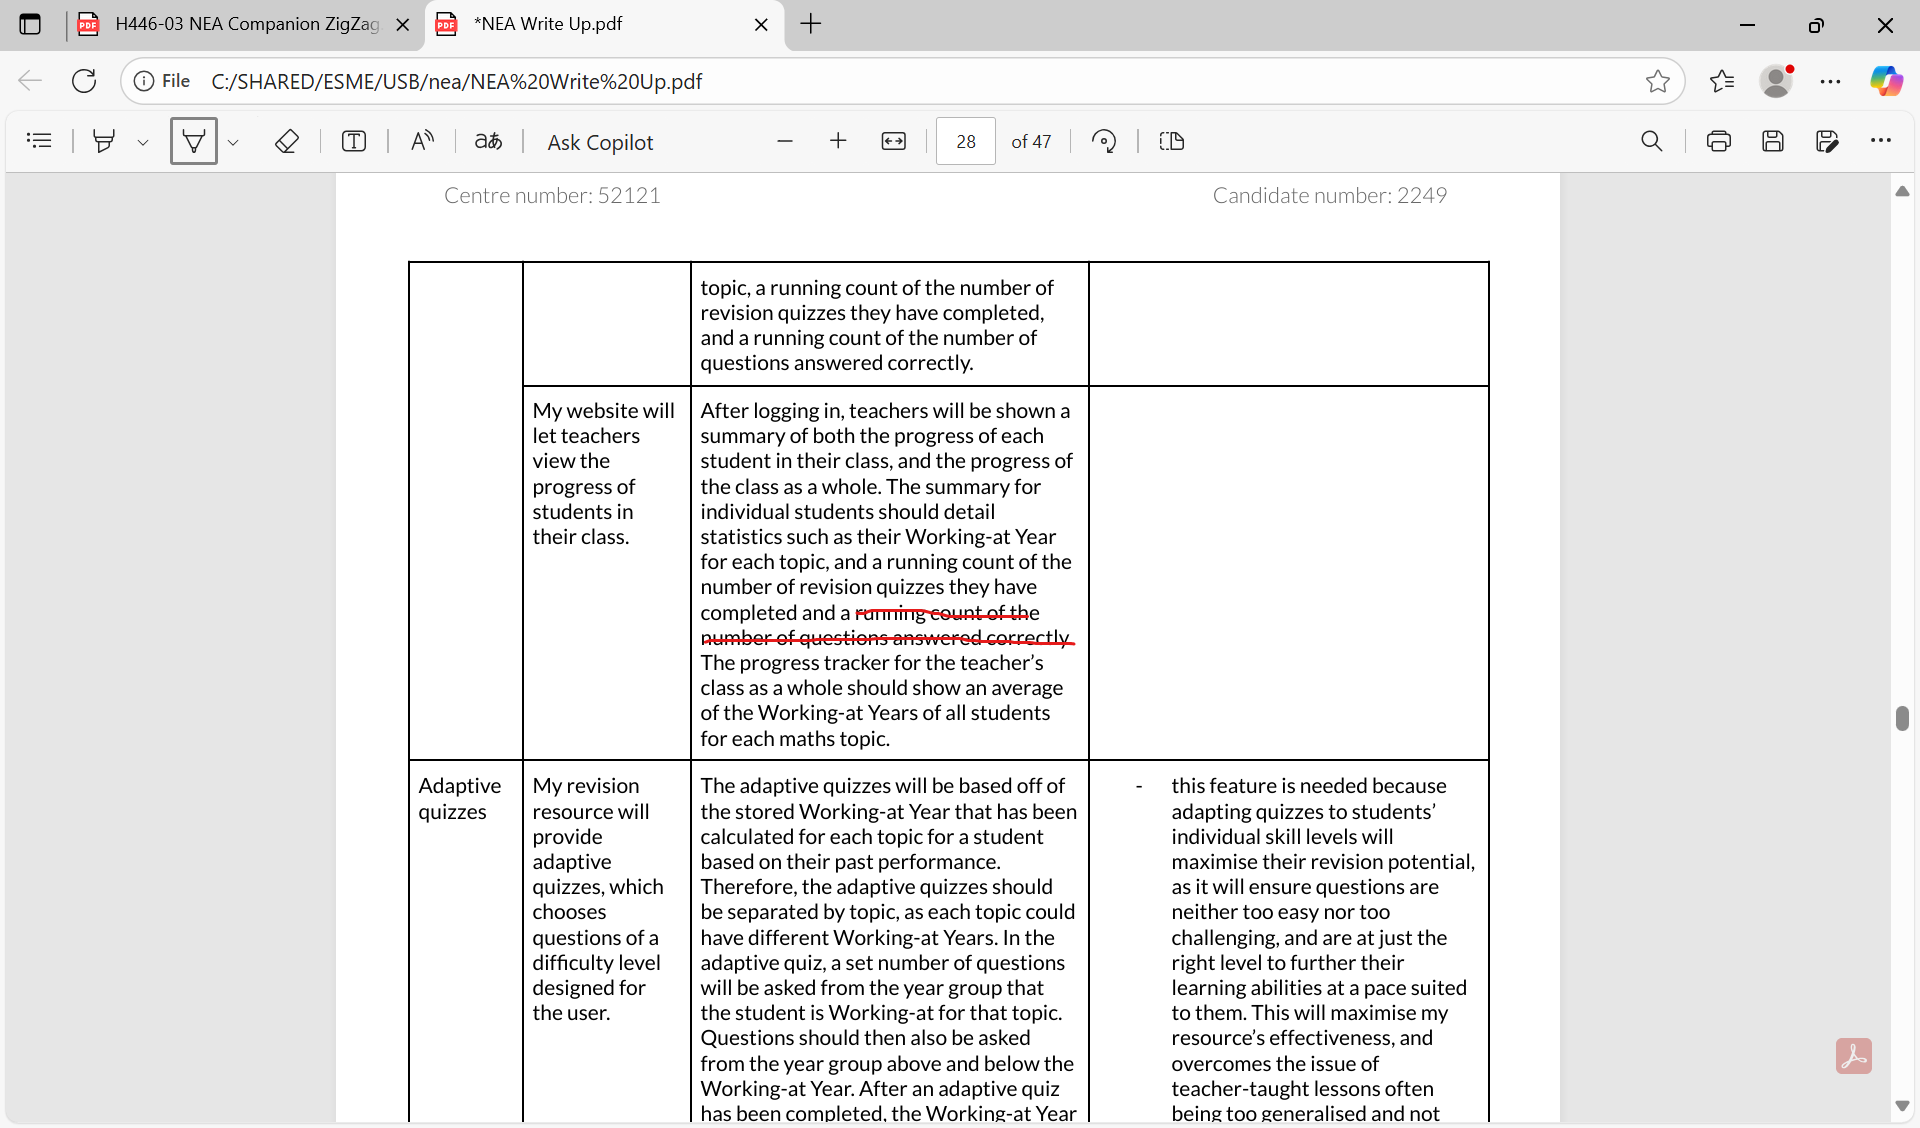 H446-03 NEA Companion ZigZag
*NEA Write Up.pdf
File
C:/SHARED/ESME/USB/nea/NEA%20Write%20Up.pdf
aあ
Ask Copilot
28
of 47
Centre number: 52121
Candidate number: 2249
topic, a running count of the number of
revision quizzes they have completed,
and a running count of the number of
questions answered correctly.
My website will
let teachers
view the
progress of
students in
their class.
After logging in, teachers will be shown a
summary of both the progress of each
student in their class, and the progress of
the class as a whole. The summary for
individual students should detail
statistics such as their Working-at Year
for each topic, and a running count of the
number of revision quizzes they have
completed and a running count of the
number of questions answered correctly.
The progress tracker for the teacher’s
class as a whole should show an average
of the Working-at Years of all students
for each maths topic.
Adaptive
quizzes
My revision
resource will
provide
adaptive
quizzes, which
chooses
questions of a
difficulty level
designed for
the user.
The adaptive quizzes will be based off of
the stored Working-at Year that has been
calculated for each topic for a student
based on their past performance.
Therefore, the adaptive quizzes should
be separated by topic, as each topic could
have different Working-at Years. In the
adaptive quiz, a set number of questions
will be asked from the year group that
the student is Working-at for that topic.
Questions should then also be asked
from the year group above and below the
Working-at Year. After an adaptive quiz
has been completed, the Working-at Year
- this feature is needed because
adapting quizzes to students’
individual skill levels will
maximise their revision potential,
as it will ensure questions are
neither too easy nor too
challenging, and are at just the
right level to further their
learning abilities at a pace suited
to them. This will maximise my
resource’s effectiveness, and
overcomes the issue of
teacher-taught lessons often
being too generalised and not